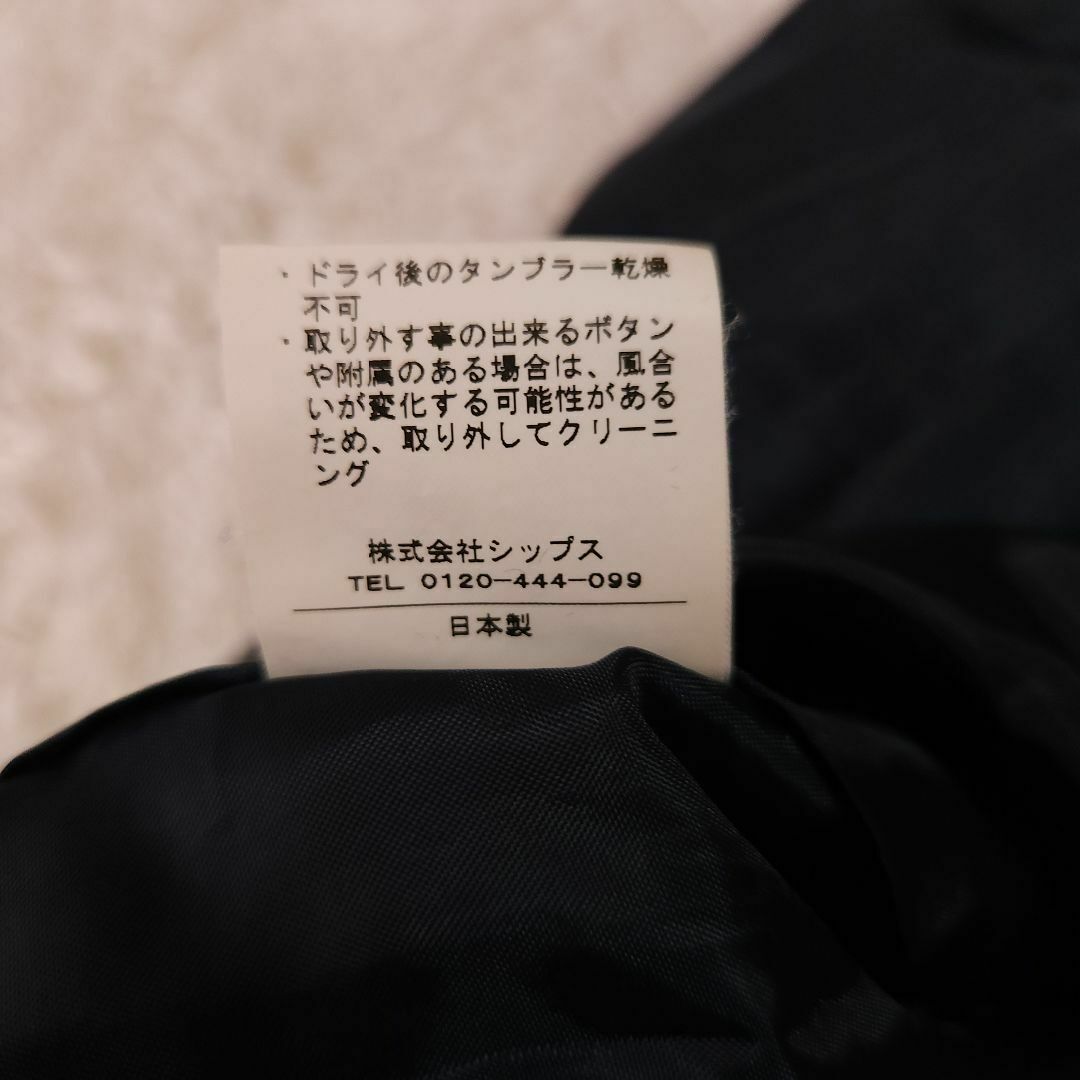 ・ドライ後のタンブラー乾燥
不可
・取り外す事の出来るボタン
や附属のある場合は、風合
いが変化する可能性がある
ため、取り外してクリーニ
ング
株式会社シップス
TEL 0120-444-099
日本製